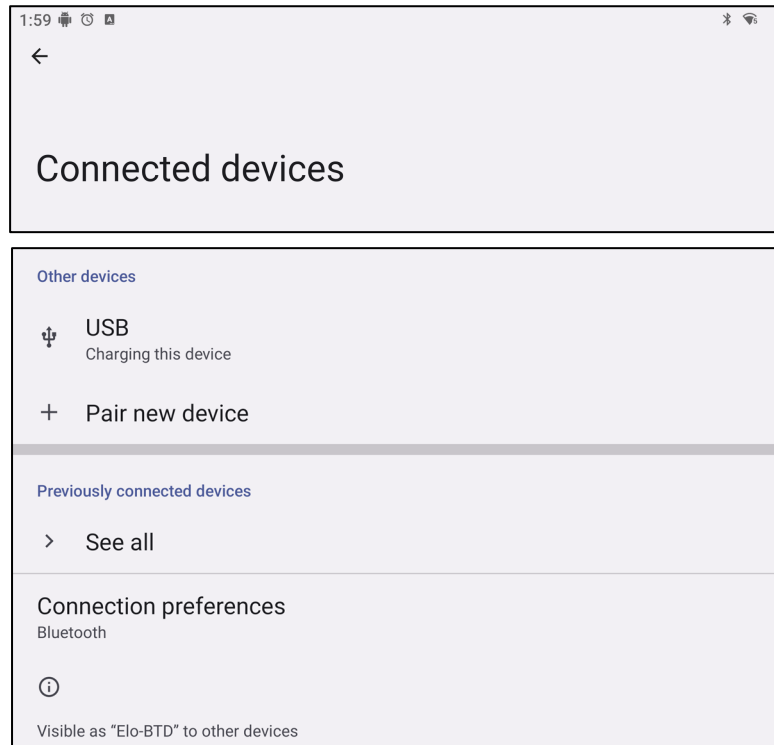 1:59
Connected devices
Other devices
USB
Charging this device
Pair new device
Previously connected devices
See all
Connection preferences
Bluetooth
Visible as “Elo-BTD” to other devices